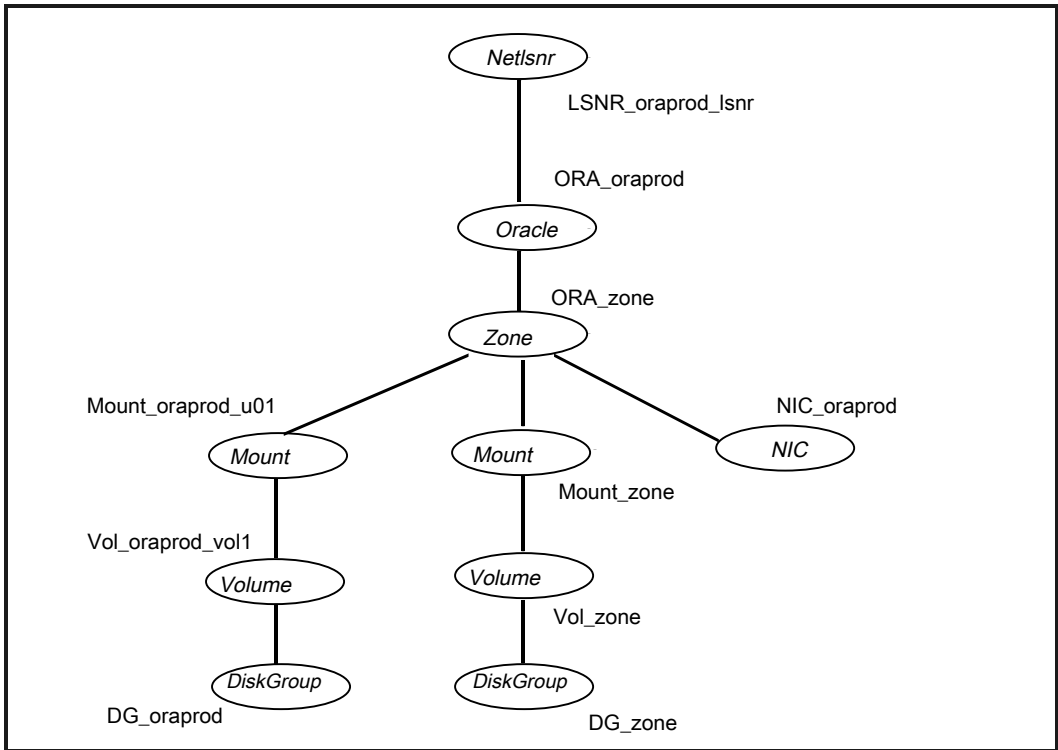 Netlsnr
LSNR_oraprod_lsnr
ORA_oraprod
Oracle
ORA_zone
Zone
Mount_oraprod_u01
NIC_oraprod
Mount
Mount
NIC
Mount_zone
Vol_oraprod_vol1
Volume
Volume
Vol_zone
DiskGroup
DiskGroup
DG_oraprod
DG_zone